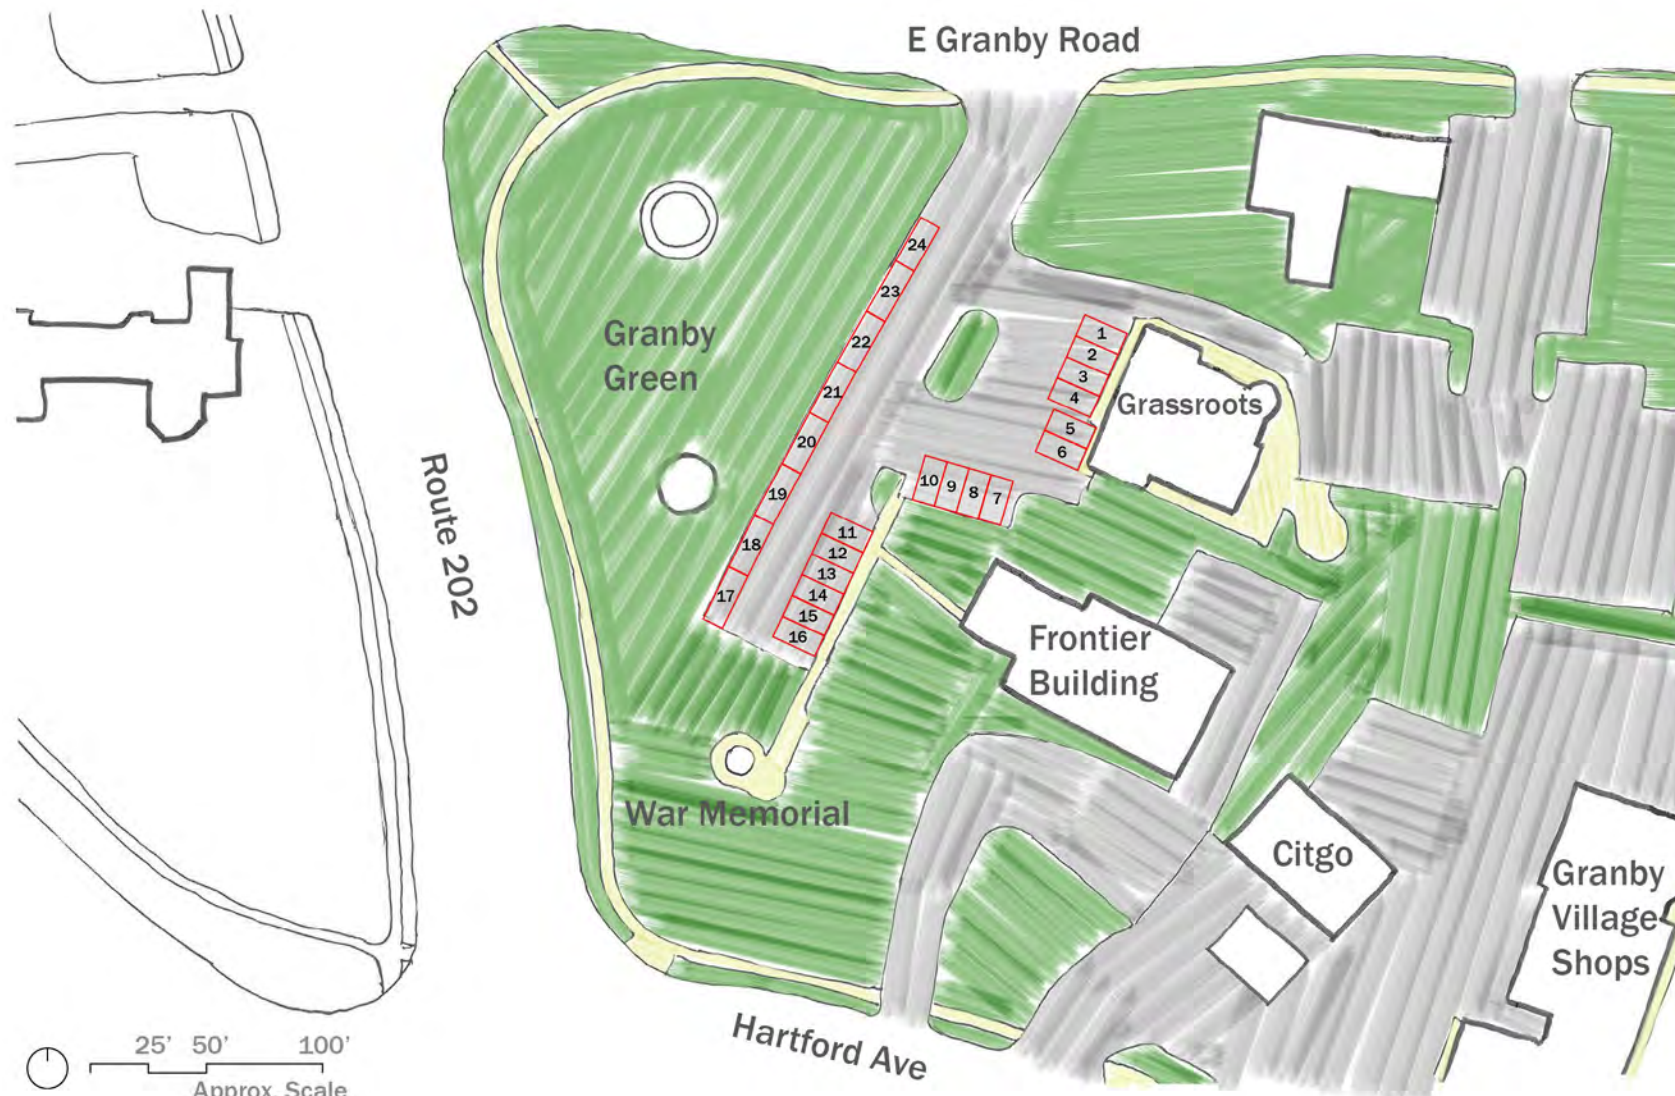 E Granby Road
24
23
22
21
20
19
18
17
1
2
3
4
5
6
10 9 8 7
11
12
13
14
15
16
Granby
Green
Grassroots
Route 202
Frontier
Building
War Memorial
Citgo
Granby
Village
Shops
Hartford Ave
25' 50' 100'
Approx. Scale